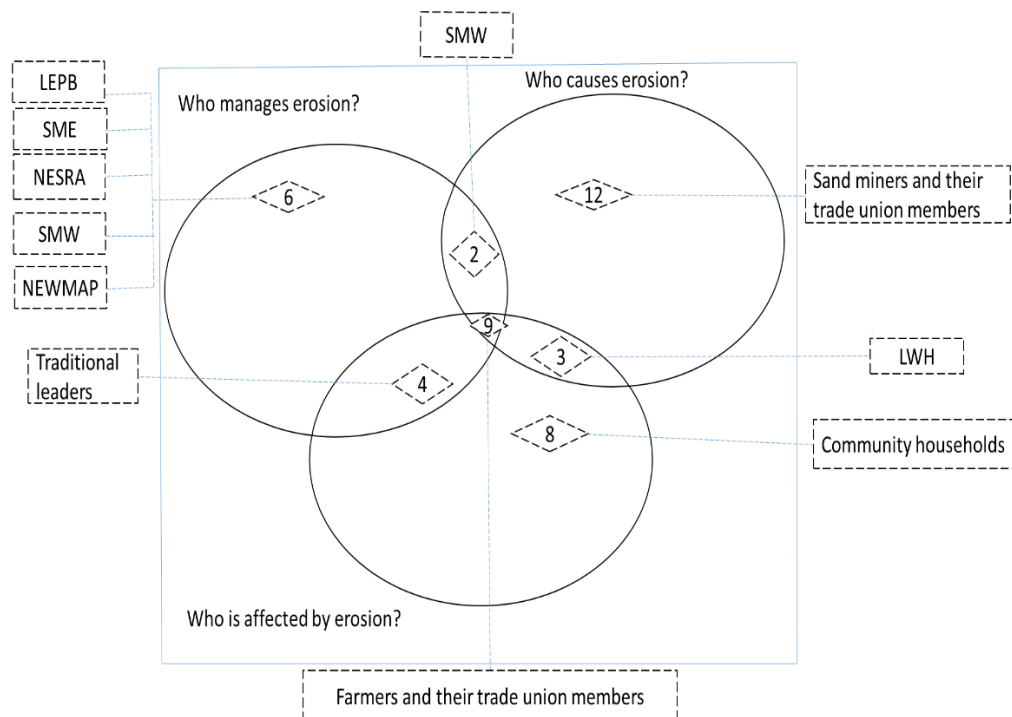 SMW
LEPB
SME
NESRA
SMW
NEWMAP
Who manages erosion?
Who causes erosion?
6
12
Sand miners and their
trade union members
2
9
3
LWH
Traditional
leaders
4
8
Community households
Who is affected by erosion?
Farmers and their trade union members